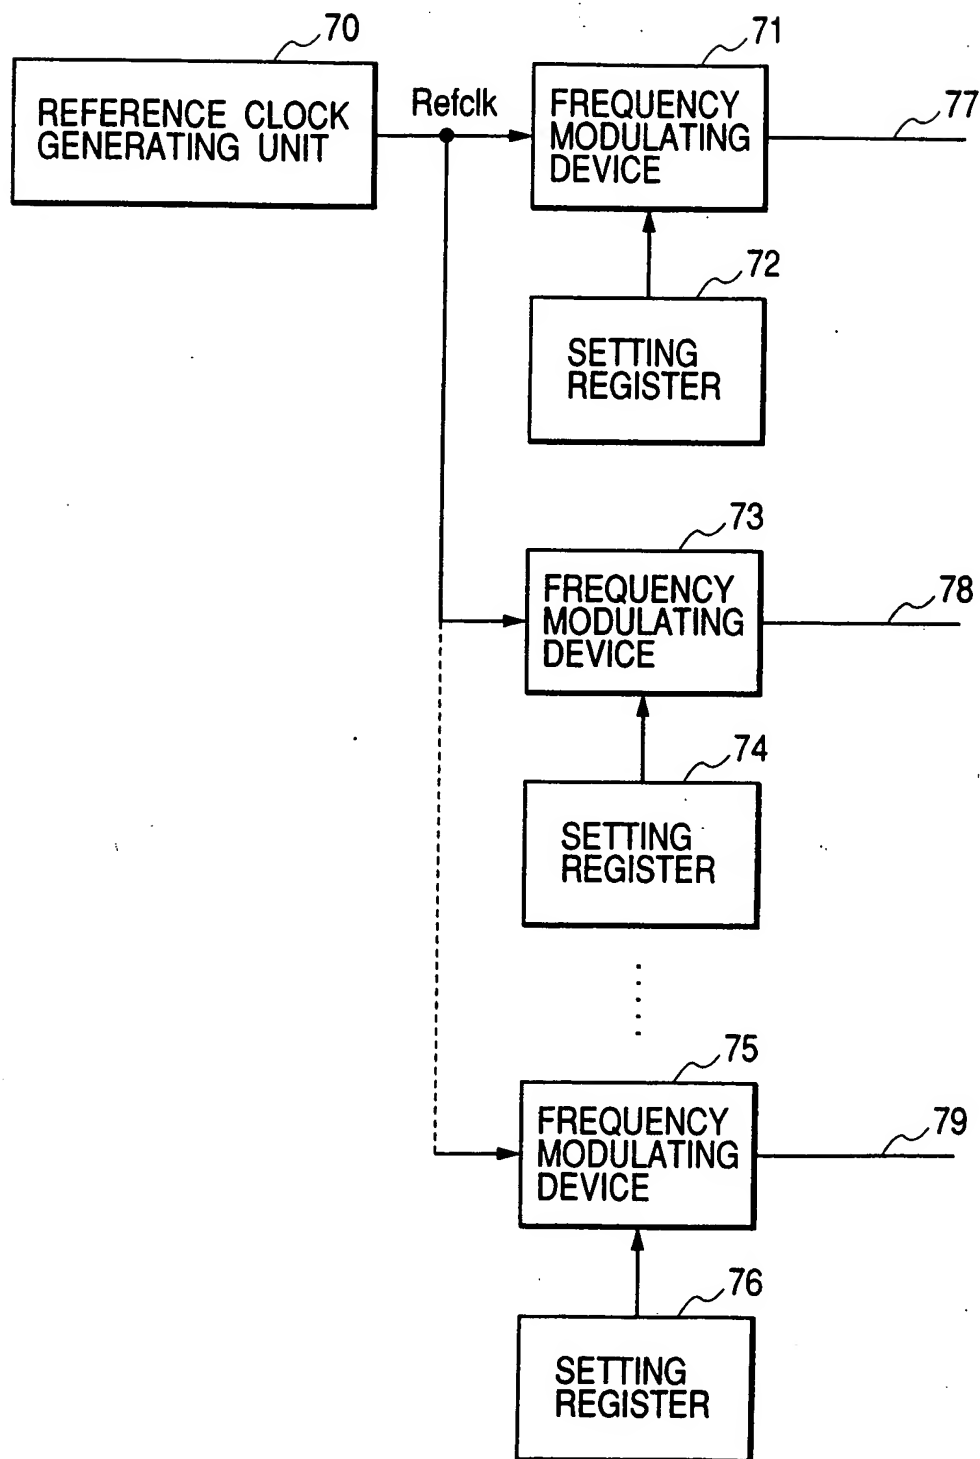 70
REFERENCE CLOCK
GENERATING UNIT
Refclk
71
FREQUENCY
MODULATING
DEVICE
77
72
SETTING
REGISTER
73
FREQUENCY
MODULATING
DEVICE
78
74
SETTING
REGISTER
75
FREQUENCY
MODULATING
DEVICE
79
76
SETTING
REGISTER